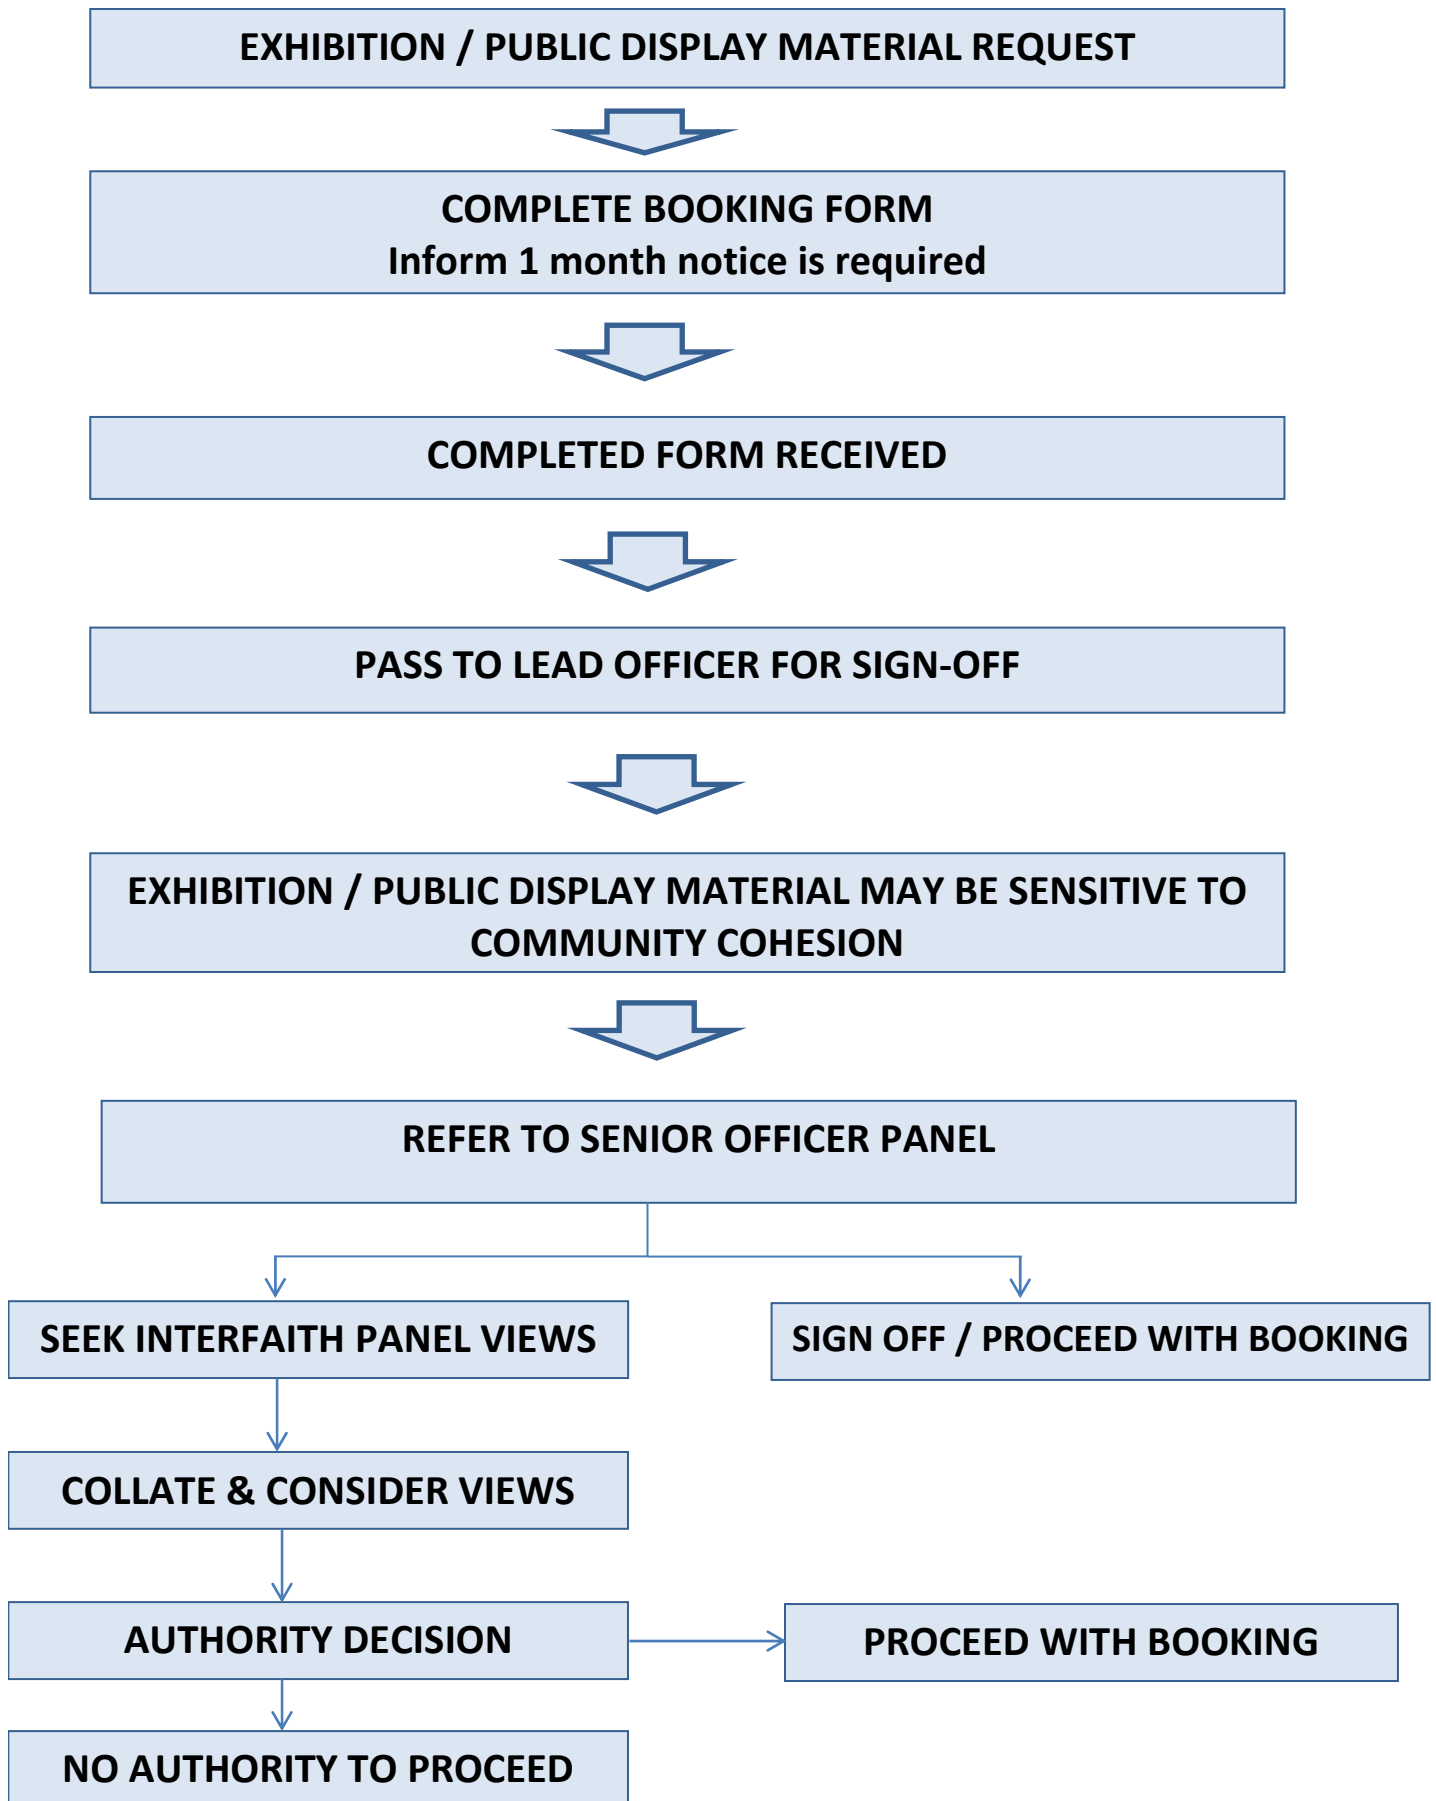 EXHIBITION / PUBLIC DISPLAY MATERIAL REQUEST
COMPLETE BOOKING FORM
Inform 1 month notice is required
COMPLETED FORM RECEIVED
PASS TO LEAD OFFICER FOR SIGN-OFF
EXHIBITION / PUBLIC DISPLAY MATERIAL MAY BE SENSITIVE TO
COMMUNITY COHESION
REFER TO SENIOR OFFICER PANEL
SEEK INTERFAITH PANEL VIEWS
SIGN OFF / PROCEED WITH BOOKING
COLLATE & CONSIDER VIEWS
AUTHORITY DECISION
PROCEED WITH BOOKING
NO AUTHORITY TO PROCEED